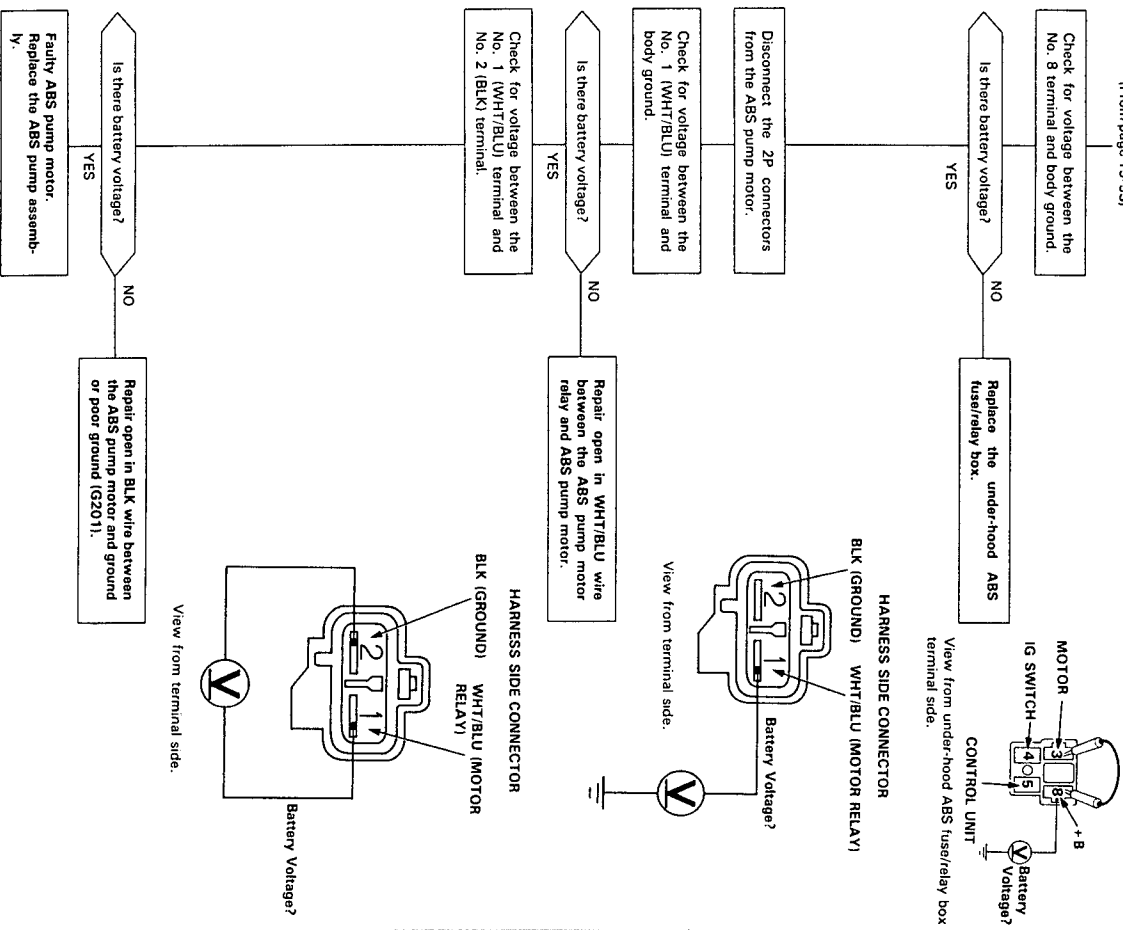 Check for voltage between the
No. 8 terminal and body ground.
Is there battery voltage?
YES
NO
Replace the under-hood ABS
fuse/relay box.
MOTOR
IG SWITCH
3
4
5
8
+ B
CONTROL UNIT
V
Battery
Voltage?
View from under-hood ABS fuse/relay box
terminal side.
Disconnect the 2P connectors
from the ABS pump motor.
Check for voltage between the
No. 1 (WHT/BLU) terminal and
body ground.
Is there battery voltage?
YES
NO
Repair open in WHT/BLU wire
between the ABS pump motor
relay and ABS pump motor.
HARNESS SIDE CONNECTOR
BLK (GROUND)
WHT/BLU (MOTOR RELAY)
2
1
Battery Voltage?
V
View from terminal side.
Check for voltage between the
No. 1 (WHT/BLU) terminal and
No. 2 (BLK) terminal.
Is there battery voltage?
YES
NO
Repair open in BLK wire between
the ABS pump motor and ground
or poor ground (G201).
HARNESS SIDE CONNECTOR
BLK (GROUND)
WHT/BLU (MOTOR
RELAY)
2
1
V
Battery Voltage?
View from terminal side.
Faulty ABS pump motor.
Replace the ABS pump assemb-
ly.